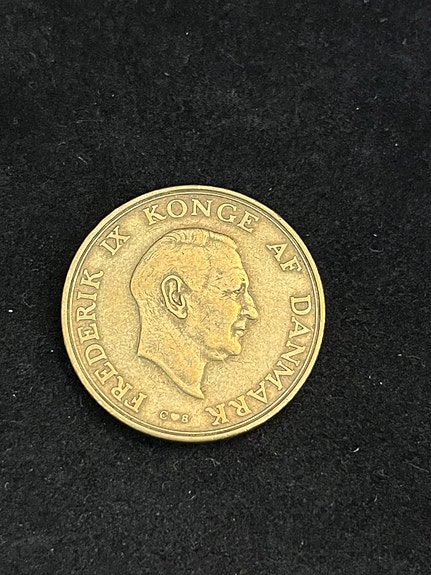 FREDERIK IX KONGE AF DANMARK
C♥S